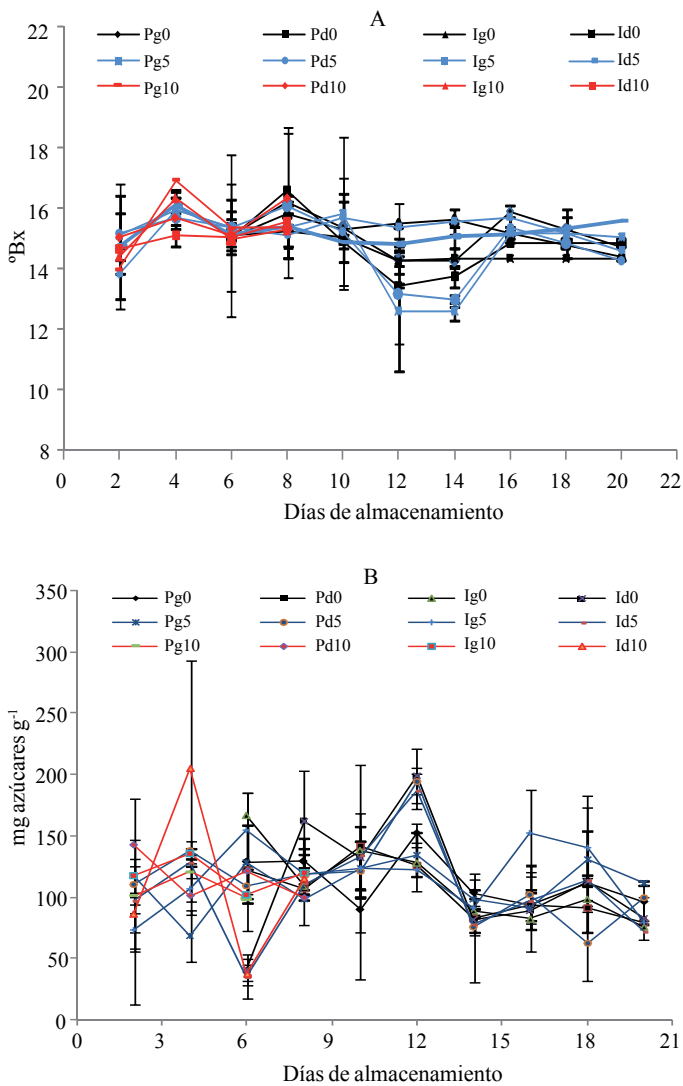 A
22
Pg0 Pd0 Ig0 Id0
Pg5 Pd5 Ig5 Id5
Pg10 Pd10 Ig10 Id10
20
18
16
14
12
10
8
ºBx
0 2 4 6 8 10 12 14 16 18 20 22
Días de almacenamiento
B
350
Pg0 Pd0 Ig0 Id0
Pg5 Pd5 Ig5 Id5
Pg10 Pd10 Ig10 Id10
300
250
200
150
100
50
0
mg azúcares g-1
0 3 6 9 12 15 18 21
Días de almacenamiento